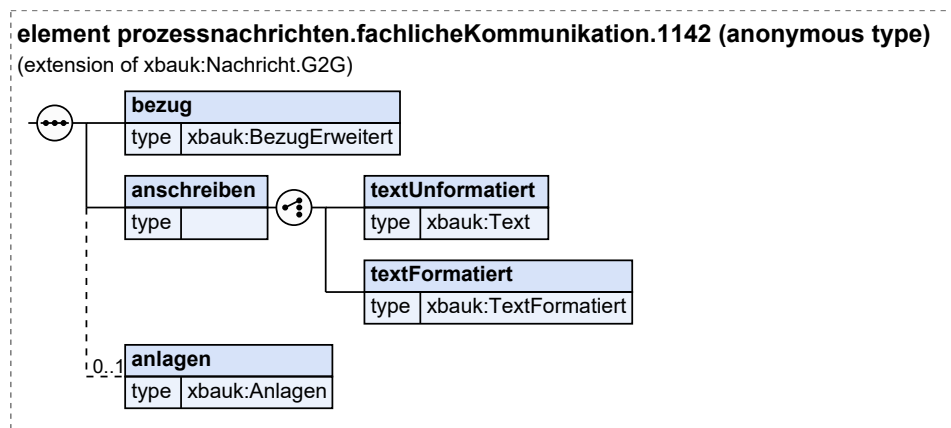 element prozessnachrichten.fachlicheKommunikation.1142 (anonymous type)
(extension of xbauk:Nachricht.G2G)
bezug
type xbauk:BezugErweitert
anschreiben
type
textUnformatiert
type xbauk:Text
textFormatiert
type xbauk:TextFormatiert
0..1
anlagen
type xbauk:Anlagen